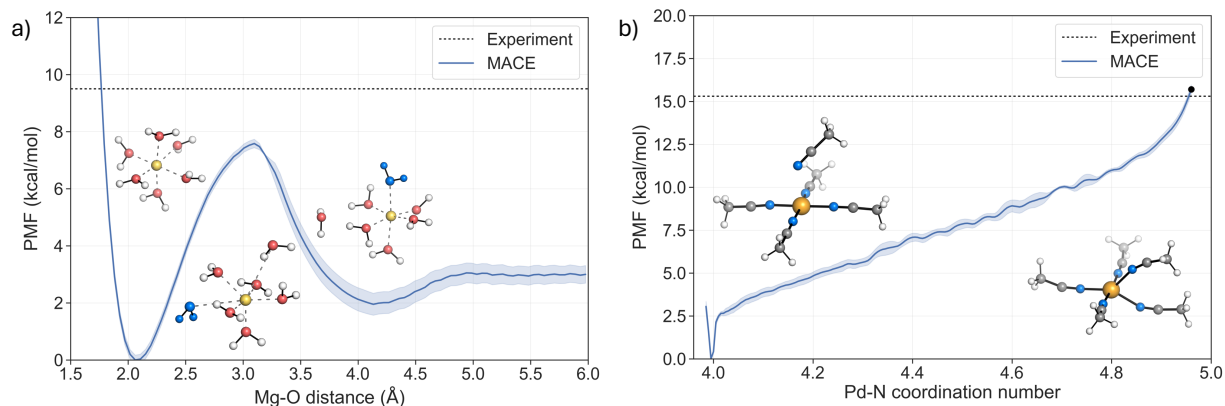 a)
PMF (kcal/mol)
12
10
8
6
4
2
0
1.5 2.0 2.5 3.0 3.5 4.0 4.5 5.0 5.5 6.0
Mg-O distance (Å)
Experiment
MACE
b)
PMF (kcal/mol)
20.0
17.5
15.0
12.5
10.0
7.5
5.0
2.5
0.0
4.0 4.2 4.4 4.6 4.8 5.0
Pd-N coordination number
Experiment
MACE